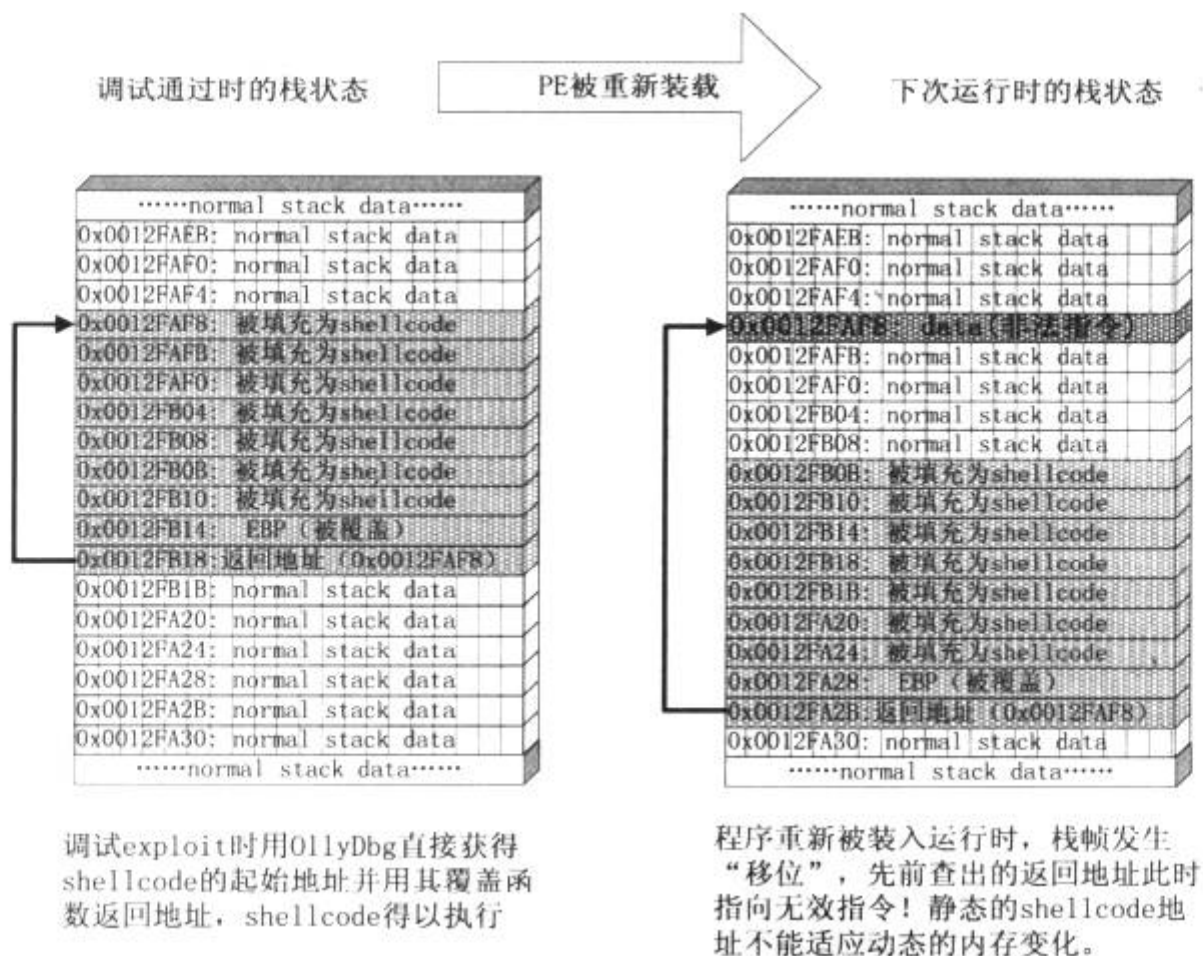 调试通过时的栈状态
PE被重新装载
下次运行时的栈状态
……normal stack data……
0x0012FAEB: normal stack data
0x0012FAF0: normal stack data
0x0012FAF4: normal stack data
0x0012FAF8: 被填充为shellcode
0x0012FAFB: 被填充为shellcode
0x0012FAF0: 被填充为shellcode
0x0012FB04: 被填充为shellcode
0x0012FB08: 被填充为shellcode
0x0012FB0B: 被填充为shellcode
0x0012FB10: 被填充为shellcode
0x0012FB14: EBP（被覆盖）
0x0012FB18:返回地址（0x0012FAF8）
0x0012FB1B: normal stack data
0x0012FA20: normal stack data
0x0012FA24: normal stack data
0x0012FA28: normal stack data
0x0012FA2B: normal stack data
0x0012FA30: normal stack data
……normal stack data……
调试exploit时用OllyDbg直接获得
shellcode的起始地址并用其覆盖函
数返回地址，shellcode得以执行
……normal stack data……
0x0012FAEB: normal stack data
0x0012FAF0: normal stack data
0x0012FAF4: normal stack data
0x0012FAF8: data(非法指令)
0x0012FAFB: normal stack data
0x0012FAF0: normal stack data
0x0012FB04: normal stack data
0x0012FB08: normal stack data
0x0012FB0B: 被填充为shellcode
0x0012FB10: 被填充为shellcode
0x0012FB14: 被填充为shellcode
0x0012FB18: 被填充为shellcode
0x0012FB1B: 被填充为shellcode
0x0012FA20: 被填充为shellcode
0x0012FA24: 被填充为shellcode
0x0012FA28: EBP（被覆盖）
0x0012FA2B:返回地址（0x0012FAF8）
0x0012FA30: normal stack data
……normal stack data……
程序重新被装入运行时，栈帧发生
“移位”，先前查出的返回地址此时
指向无效指令！静态的shellcode地
址不能适应动态的内存变化。